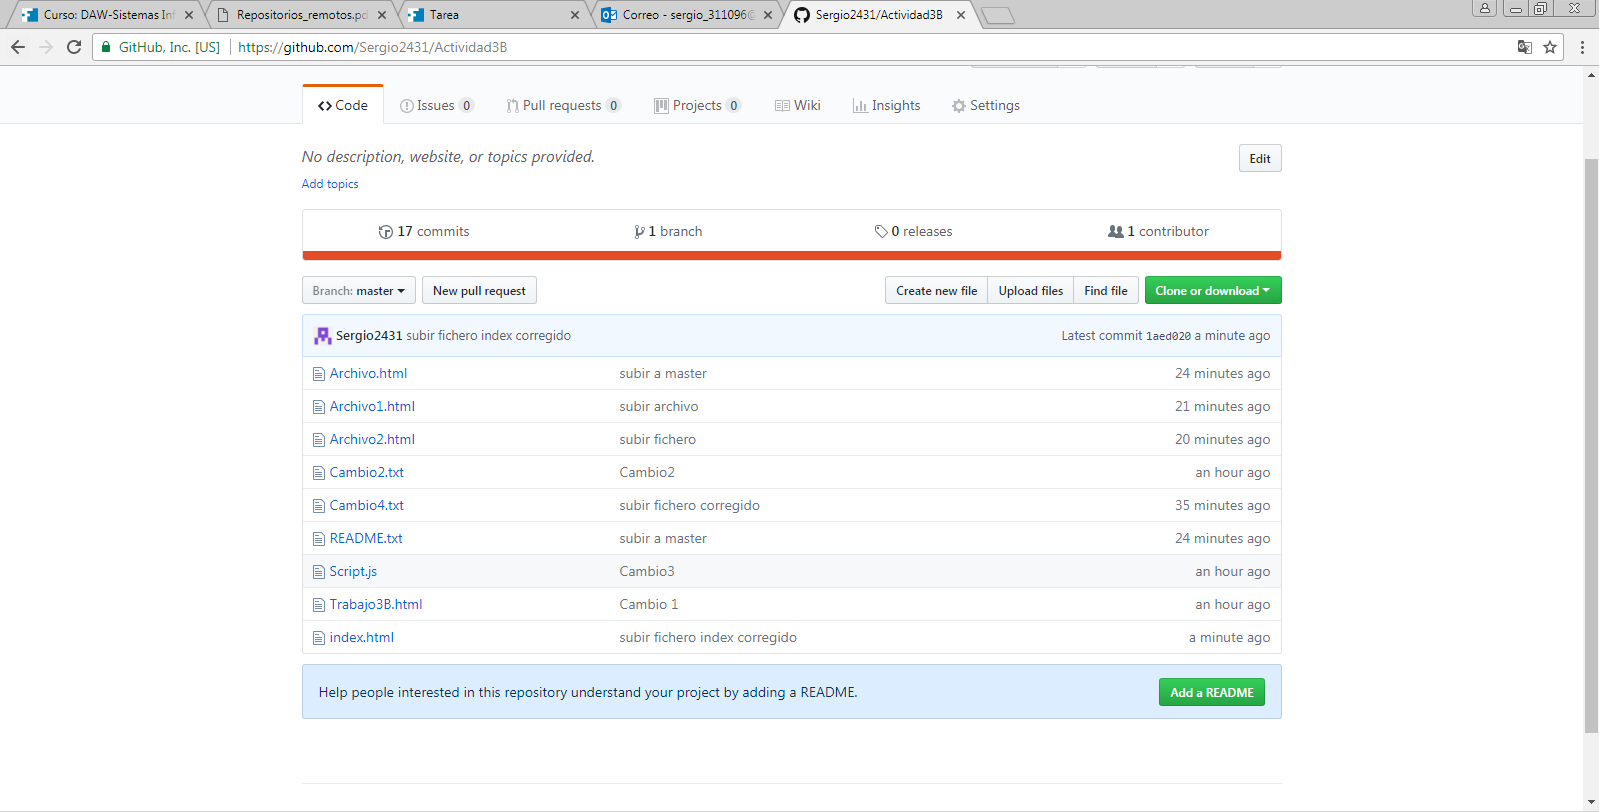 Curso: DAW-Sistemas Inf
Repositorios_remotos.pd
Tarea
Correo - sergio_311096@
Sergio2431/Actividad3B
GitHub, Inc. [US] https://github.com/Sergio2431/Actividad3B
Code Issues 0 Pull requests 0 Projects 0 Wiki Insights Settings
No description, website, or topics provided. Edit
Add topics
17 commits 1 branch 0 releases 1 contributor
Branch: master New pull request Create new file Upload files Find file Clone or download
Sergio2431 subir fichero index corregido Latest commit 1aed020 a minute ago
Archivo.html subir a master 24 minutes ago
Archivo1.html subir archivo 21 minutes ago
Archivo2.html subir fichero 20 minutes ago
Cambio2.txt Cambio2 an hour ago
Cambio4.txt subir fichero corregido 35 minutes ago
README.txt subir a master 24 minutes ago
Script.js Cambio3 an hour ago
Trabajo3B.html Cambio 1 an hour ago
index.html subir fichero index corregido a minute ago
Help people interested in this repository understand your project by adding a README. Add a README